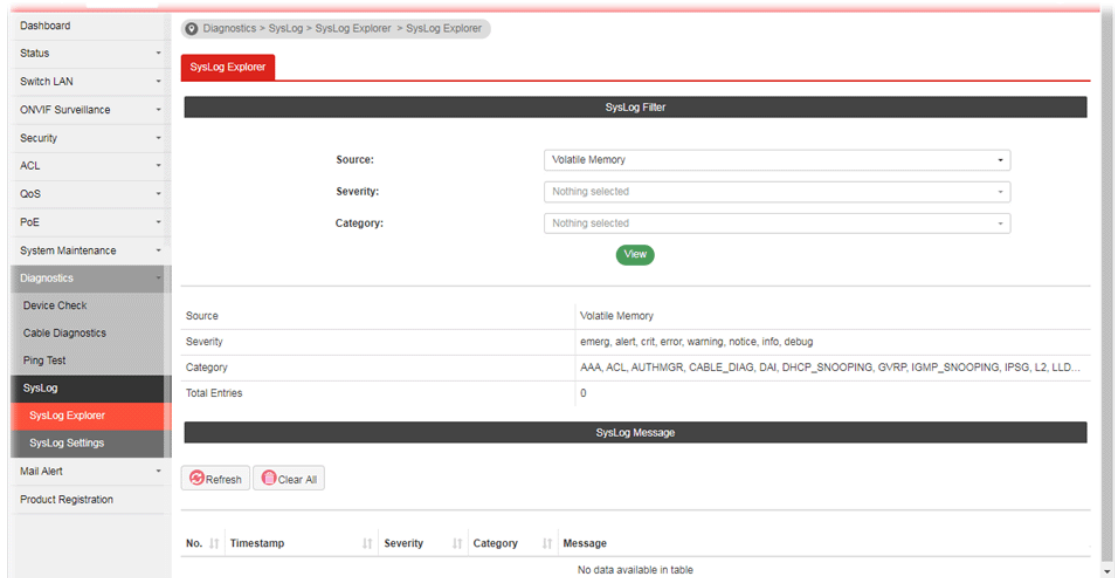 Dashboard
Status
Switch LAN
ONVIF Surveillance
Security
ACL
QoS
PoE
System Maintenance
Diagnostics
Device Check
Cable Diagnostics
Ping Test
SysLog
SysLog Explorer
SysLog Settings
Mail Alert
Product Registration
Diagnostics > SysLog > SysLog Explorer > SysLog Explorer
SysLog Explorer
SysLog Filter
Source: Volatile Memory
Severity: Nothing selected
Category: Nothing selected
View
Source Volatile Memory
Severity emerg, alert, crit, error, warning, notice, info, debug
Category AAA, ACL, AUTHMGR, CABLE_DIAG, DAI, DHCP_SNOOPING, GVRP, IGMP_SNOOPING, IPSG, L2, LLD...
Total Entries 0
SysLog Message
Refresh Clear All
No. Timestamp Severity Category Message
No data available in table